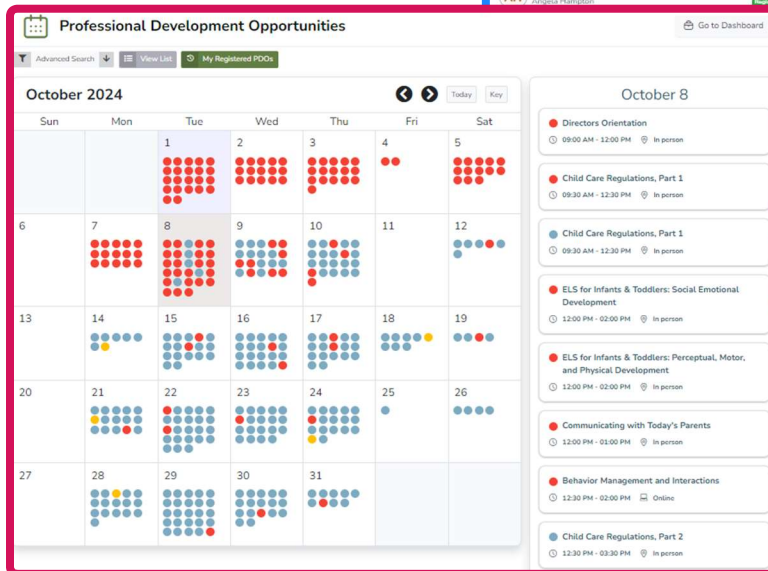 Angela Hampton
Professional Development Opportunities
Go to Dashboard
Advanced Search
View List
My Registered PDOs
October 2024
Today
Key
Sun Mon Tue Wed Thu Fri Sat
1 2 3 4 5
6 7 8 9 10 11 12
13 14 15 16 17 18 19
20 21 22 23 24 25 26
27 28 29 30 31
October 8
Directors Orientation
09:00 AM - 12:00 PM In person
Child Care Regulations, Part 1
09:30 AM - 12:30 PM In person
Child Care Regulations, Part 1
09:30 AM - 12:30 PM In person
ELS for Infants & Toddlers: Social Emotional
Development
12:00 PM - 02:00 PM In person
ELS for Infants & Toddlers: Perceptual, Motor,
and Physical Development
12:00 PM - 02:00 PM In person
Communicating with Today's Parents
12:00 PM - 01:00 PM In person
Behavior Management and Interactions
12:30 PM - 02:00 PM Online
Child Care Regulations, Part 2
12:30 PM - 03:30 PM In person